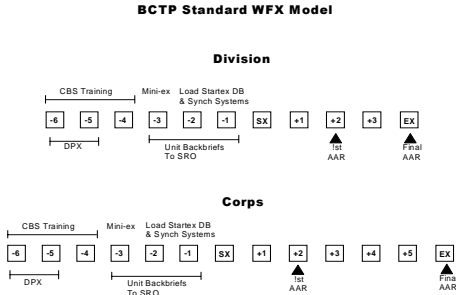 BCTP Standard WFX Model
Division
CBS Training Mini-ex Load Startex DB
& Synch Systems
-6 -5 -4 -3 -2 -1 SX +1 +2 +3 EX
DPX Unit Backbriefs To SRO !st AAR Final AAR
Corps
CBS Training Mini-ex Load Startex DB
& Synch Systems
-6 -5 -4 -3 -2 -1 SX +1 +2 +3 +4 +5 EX
DPX Unit Backbriefs To SRO !st AAR Final AAR